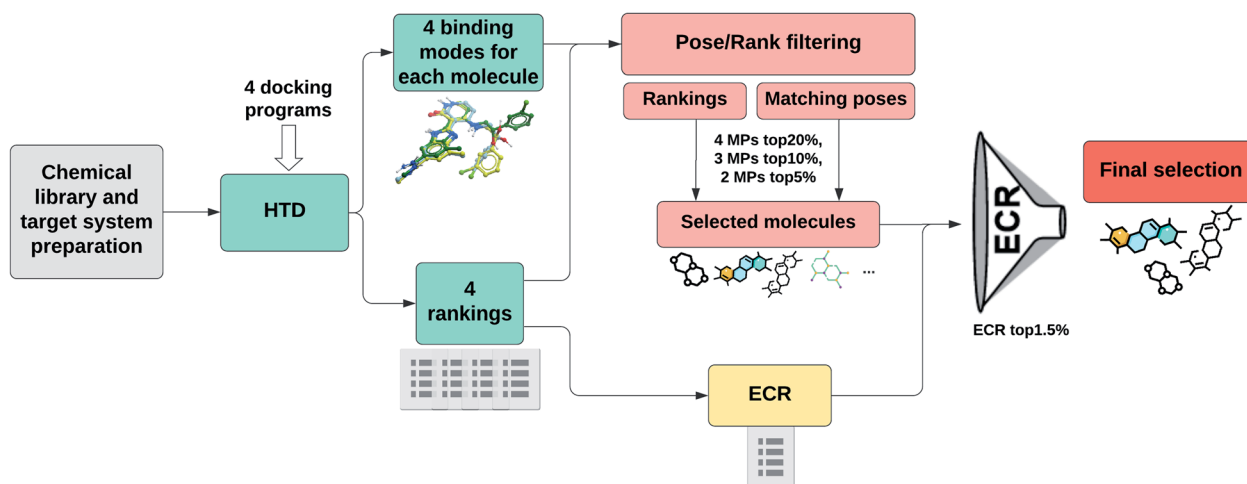 4 docking
programs
Chemical
library and
target system
preparation
HTD
4 binding
modes for
each molecule
4
rankings
Pose/Rank filtering
Rankings
Matching poses
4 MPs top20%,
3 MPs top10%,
2 MPs top5%
Selected molecules
...
ECR
ECR
ECR top1.5%
Final selection